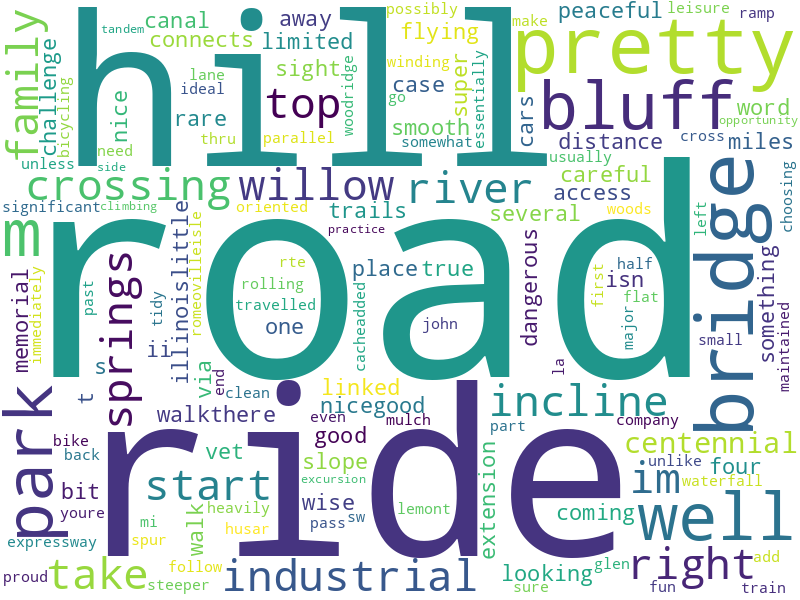 possibly leisure ramp
family canal away flying peaceful
tandem connects limited pretty
hill sight super
challenge bicycling nice rare top case cars bluff word opportunity
lane ideal winding go woodridge essentially
smooth distance cross miles
thru parallel somewhat
unless need side usually careful
crossing willow river access
significant climbing oriented trails several woods choosing
m road practice dangerous bridge
place true isn half left
memorial immediately springs past tidy illinoislittle romeovilleisle rte rolling travelled cacheadded john first flat major small something maintained
one
s ii la
t via end clean linked incline
park walkthere nicegood
ride even mulch part company
bike back good centennial
youre bit vet slope unlike four
start excursion extension im waterfall
expressway mi walk heavily wise lemont well
spur husar pass sw coming
looking glen right add
proud take follow industrial
steeper sure fun train